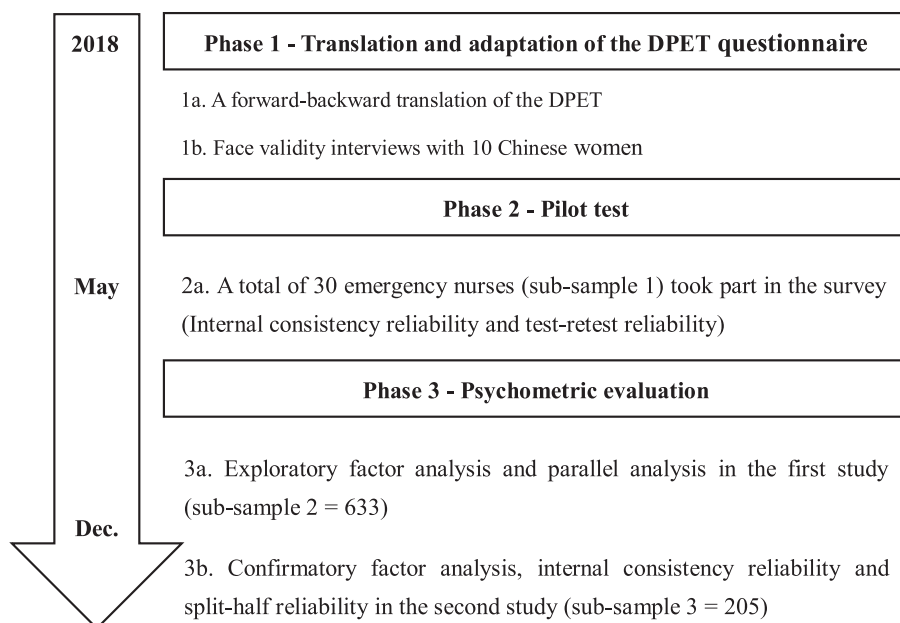 2018
Phase 1 - Translation and adaptation of the DPET questionnaire
1a. A forward-backward translation of the DPET
1b. Face validity interviews with 10 Chinese women
Phase 2 - Pilot test
May
2a. A total of 30 emergency nurses (sub-sample 1) took part in the survey
(Internal consistency reliability and test-retest reliability)
Phase 3 - Psychometric evaluation
3a. Exploratory factor analysis and parallel analysis in the first study
(sub-sample 2 = 633)
Dec.
3b. Confirmatory factor analysis, internal consistency reliability and
split-half reliability in the second study (sub-sample 3 = 205)